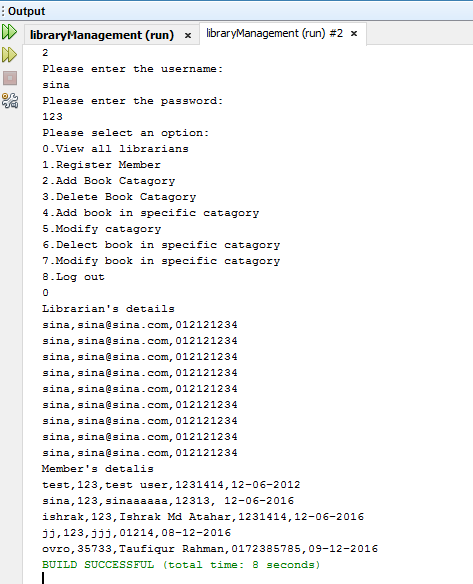 Output
libraryManagement (run) × libraryManagement (run) #2 ×
2
Please enter the username:
sina
Please enter the password:
123
Please select an option:
0.View all librarians
1.Register Member
2.Add Book Catagory
3.Delete Book Catagory
4.Add book in specific catagory
5.Modify catagory
6.Delect book in specific catagory
7.Modify book in specific catagory
8.Log out
0
Librarian's details
sina,sina@sina.com,012121234
sina,sina@sina.com,012121234
sina,sina@sina.com,012121234
sina,sina@sina.com,012121234
sina,sina@sina.com,012121234
sina,sina@sina.com,012121234
sina,sina@sina.com,012121234
sina,sina@sina.com,012121234
sina,sina@sina.com,012121234
Member's detalis
test,123,test user,1231414,12-06-2012
sina,123,sinaaaaaa,12313, 12-06-2016
ishrak,123,Ishrak Md Atahar,1231414,12-06-2016
jj,123,jjj,01214,08-12-2016
ovro,35733,Taufiqur Rahman,0172385785,09-12-2016
BUILD SUCCESSFUL (total time: 8 seconds)